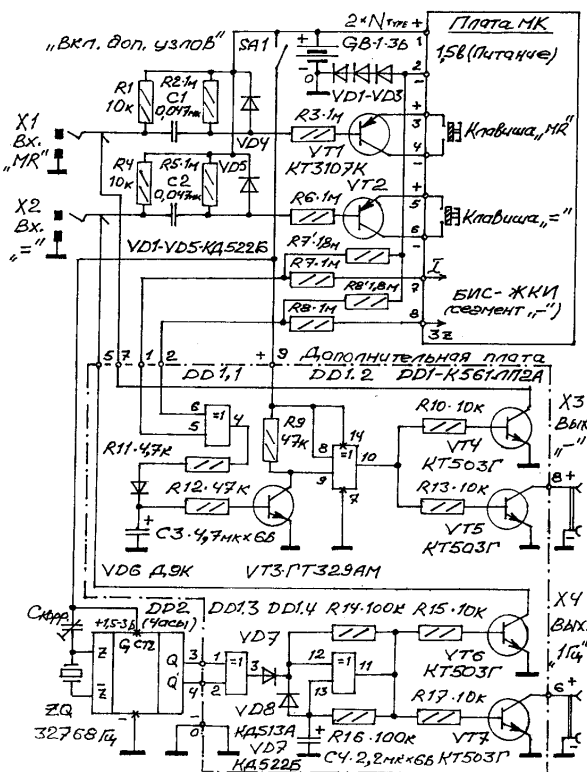 2×N TYPE
Плата МК
„Вкл. доп. узлов"
SA1
GB·1·3В
1,5в (Питание)
+
1
-
0
2
-
VD1-VD3
R1
10к
R2·1м
C1
0,047мк
VD4
R3·1м
VT1
КТ3107К
+
3
4
-
Клавиша „MR"
X1
Вх.
„MR"
R4
10к
R5·1м
C2
0,047мк
VD5
VT2
R6·1м
+
5
6
-
Клавиша „="
X2
Вх.
„="
VD1-VD5-КД522Б
R7'·1,8м
R7·1м
I
7
R8'·1,8м
R8·1м
8
3z
БИС-ЖКИ
(сегмент „-")
5 7 1 2 + 9
Дополнительная плата
DD1,1
DD1.2
DD1-К561ЛП2А
6
5
=1
4
R9
47к
8
9
14
=1
7
10
R10·10к
VT4
КТ503Г
X3
Вых.
„-"
R11·4,7к
R12·47к
R13·10к
VT5
КТ503Г
8 +
+
C3·4,7мк×6В
VD6 Д9К
VT3·ГТ329АМ
Скорр.
+1,5-3В
DD2
(Часы)
DD1.3
DD1.4
R14·100к
R15·10к
X4
Вых.
„1Гц"
G, CT2
Z
Z
Q
Q
3
4
1
2
=1
3
VD7
12
13
=1
11
VT6
КТ503Г
6 +
VD8
КД513А
VD7
КД522Б
R16·100к
R17·10к
VT7
КТ503Г
+
C4·2,2мк×6В
ZQ
32768Гц
-
-
0